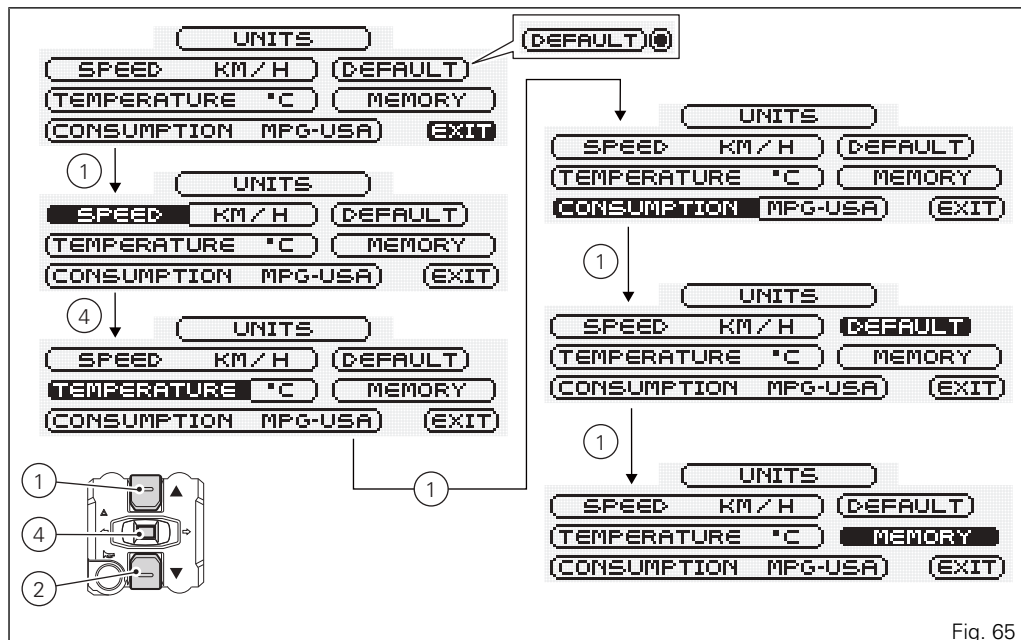 UNITS
SPEED KM/H DEFAULT
TEMPERATURE °C MEMORY
CONSUMPTION MPG-USA EXIT
DEFAULT
1
UNITS
SPEED KM/H DEFAULT
TEMPERATURE °C MEMORY
CONSUMPTION MPG-USA EXIT
4
UNITS
SPEED KM/H DEFAULT
TEMPERATURE °C MEMORY
CONSUMPTION MPG-USA EXIT
1
4
2
1
UNITS
SPEED KM/H DEFAULT
TEMPERATURE °C MEMORY
CONSUMPTION MPG-USA EXIT
1
UNITS
SPEED KM/H DEFAULT
TEMPERATURE °C MEMORY
CONSUMPTION MPG-USA EXIT
1
UNITS
SPEED KM/H DEFAULT
TEMPERATURE °C MEMORY
CONSUMPTION MPG-USA EXIT
Fig. 65